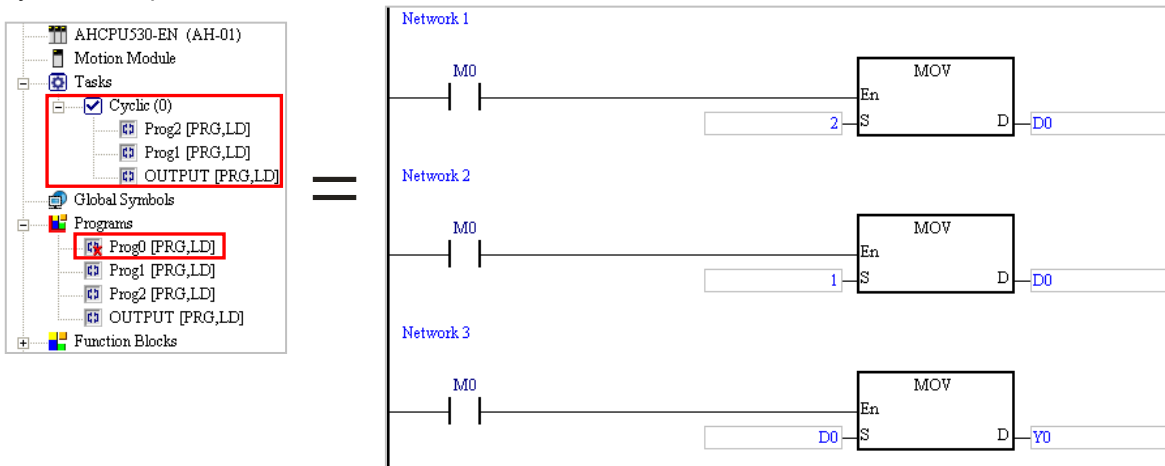 AHCPU530-EN (AH-01)
Motion Module
Tasks
Cyclic (0)
Prog2 [PRG,LD]
Prog1 [PRG,LD]
OUTPUT [PRG,LD]
Global Symbols
Programs
Prog0 [PRG,LD]
Prog1 [PRG,LD]
Prog2 [PRG,LD]
OUTPUT [PRG,LD]
Function Blocks
=
Network 1
M0
MOV
En
2 S D D0
Network 2
M0
MOV
En
1 S D D0
Network 3
M0
MOV
En
D0 S D Y0